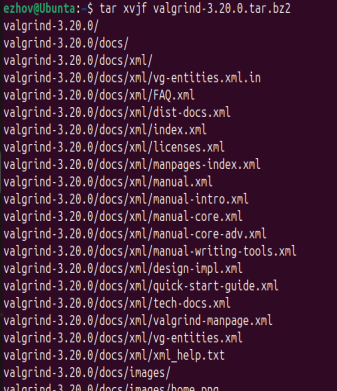 ezhov@Ubunta:~$ tar xvjf valgrind-3.20.0.tar.bz2
valgrind-3.20.0/
valgrind-3.20.0/docs/
valgrind-3.20.0/docs/xml/
valgrind-3.20.0/docs/xml/vg-entities.xml.in
valgrind-3.20.0/docs/xml/FAQ.xml
valgrind-3.20.0/docs/xml/dist-docs.xml
valgrind-3.20.0/docs/xml/index.xml
valgrind-3.20.0/docs/xml/licenses.xml
valgrind-3.20.0/docs/xml/manpages-index.xml
valgrind-3.20.0/docs/xml/manual.xml
valgrind-3.20.0/docs/xml/manual-intro.xml
valgrind-3.20.0/docs/xml/manual-core.xml
valgrind-3.20.0/docs/xml/manual-core-adv.xml
valgrind-3.20.0/docs/xml/manual-writing-tools.xml
valgrind-3.20.0/docs/xml/design-impl.xml
valgrind-3.20.0/docs/xml/quick-start-guide.xml
valgrind-3.20.0/docs/xml/tech-docs.xml
valgrind-3.20.0/docs/xml/valgrind-manpage.xml
valgrind-3.20.0/docs/xml/vg-entities.xml
valgrind-3.20.0/docs/xml/xml_help.txt
valgrind-3.20.0/docs/images/
valgrind-3.20.0/docs/images/home.png